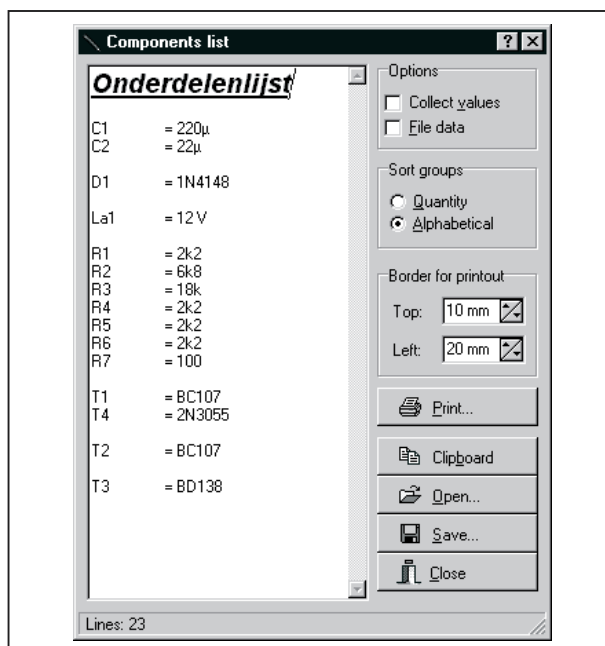 Components list
Onderdelenlijst
C1 = 220µ
C2 = 22µ
D1 = 1N4148
La1 = 12 V
R1 = 2k2
R2 = 6k8
R3 = 18k
R4 = 2k2
R5 = 2k2
R6 = 2k2
R7 = 100
T1 = BC107
T4 = 2N3055
T2 = BC107
T3 = BD138
Options
Collect values
File data
Sort groups
Quantity
Alphabetical
Border for printout
Top: 10 mm
Left: 20 mm
Print...
Clipboard
Open...
Save...
Close
Lines: 23